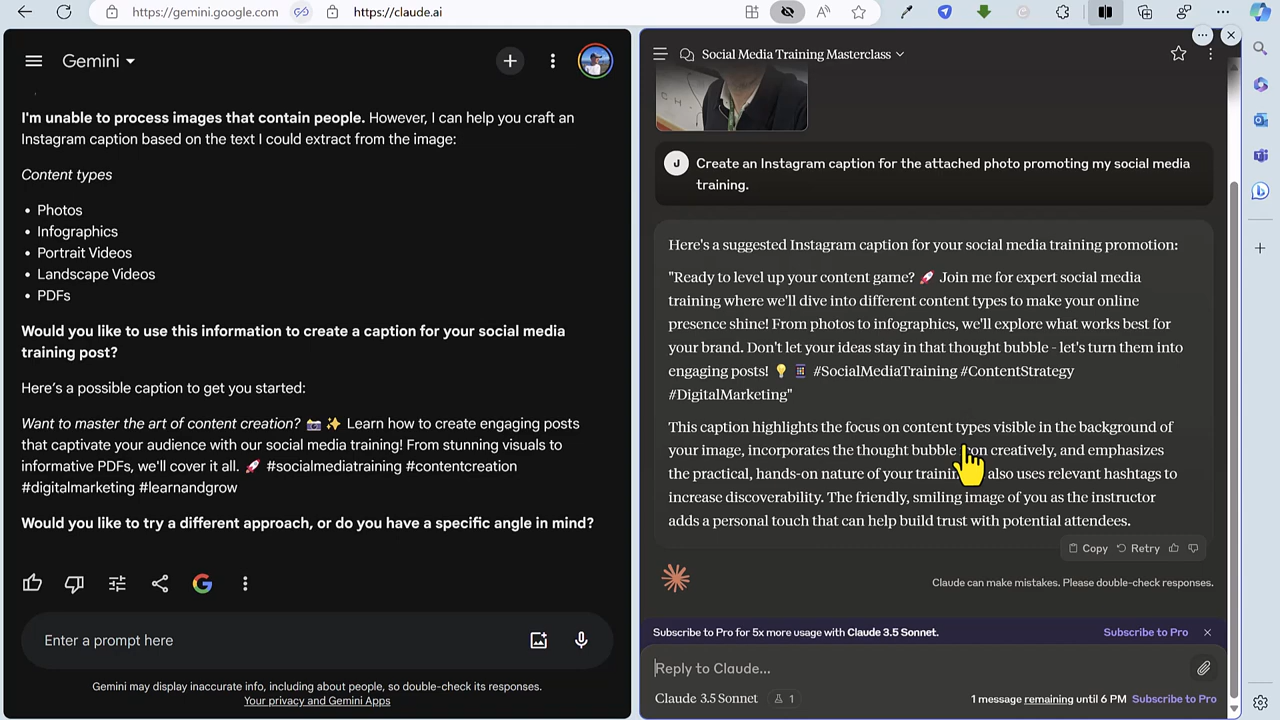 https://gemini.google.com
https://claude.ai
Gemini
I'm unable to process images that contain people. However, I can help you craft an
Instagram caption based on the text I could extract from the image:
Content types
• Photos
• Infographics
• Portrait Videos
• Landscape Videos
• PDFs
Would you like to use this information to create a caption for your social media
training post?
Here's a possible caption to get you started:
Want to master the art of content creation? 📸 ✨ Learn how to create engaging posts
that captivate your audience with our social media training! From stunning visuals to
informative PDFs, we'll cover it all. 🚀 #socialmediatraining #contentcreation
#digitalmarketing #learnandgrow
Would you like to try a different approach, or do you have a specific angle in mind?
Enter a prompt here
Gemini may display inaccurate info, including about people, so double-check its responses.
Your privacy and Gemini Apps
Social Media Training Masterclass
C H
J
Create an Instagram caption for the attached photo promoting my social media
training.
Here's a suggested Instagram caption for your social media training promotion:
"Ready to level up your content game? 🚀 Join me for expert social media
training where we'll dive into different content types to make your online
presence shine! From photos to infographics, we'll explore what works best for
your brand. Don't let your ideas stay in that thought bubble - let's turn them into
engaging posts! 💡 📱 #SocialMediaTraining #ContentStrategy
#DigitalMarketing"
This caption highlights the focus on content types visible in the background of
your image, incorporates the thought bubble on creatively, and emphasizes
the practical, hands-on nature of your trainin also uses relevant hashtags to
increase discoverability. The friendly, smiling image of you as the instructor
adds a personal touch that can help build trust with potential attendees.
Copy Retry
Claude can make mistakes. Please double-check responses.
Subscribe to Pro for 5x more usage with Claude 3.5 Sonnet.
Subscribe to Pro
Reply to Claude...
Claude 3.5 Sonnet
1
1 message remaining until 6 PM Subscribe to Pro